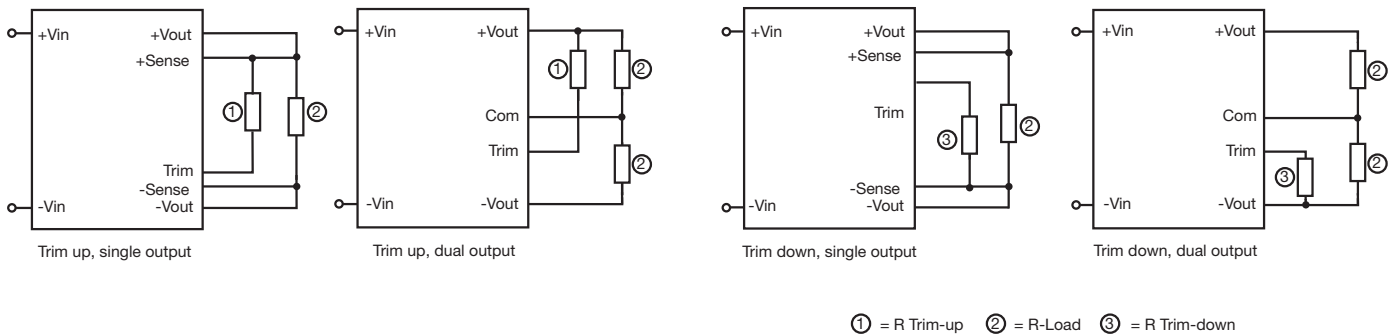 +Vin
+Vout
+Sense
①
②
Trim
-Sense
-Vin
-Vout
Trim up, single output
+Vin
+Vout
①
②
Com
Trim
②
-Vin
-Vout
Trim up, dual output
+Vin
+Vout
+Sense
Trim
③
②
-Sense
-Vin
-Vout
Trim down, single output
+Vin
+Vout
②
Com
Trim
③
②
-Vin
-Vout
Trim down, dual output
① = R Trim-up ② = R-Load ③ = R Trim-down